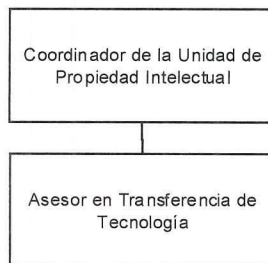 Coordinador de la Unidad de
Propiedad Intelectual
Asesor en Transferencia de
Tecnología